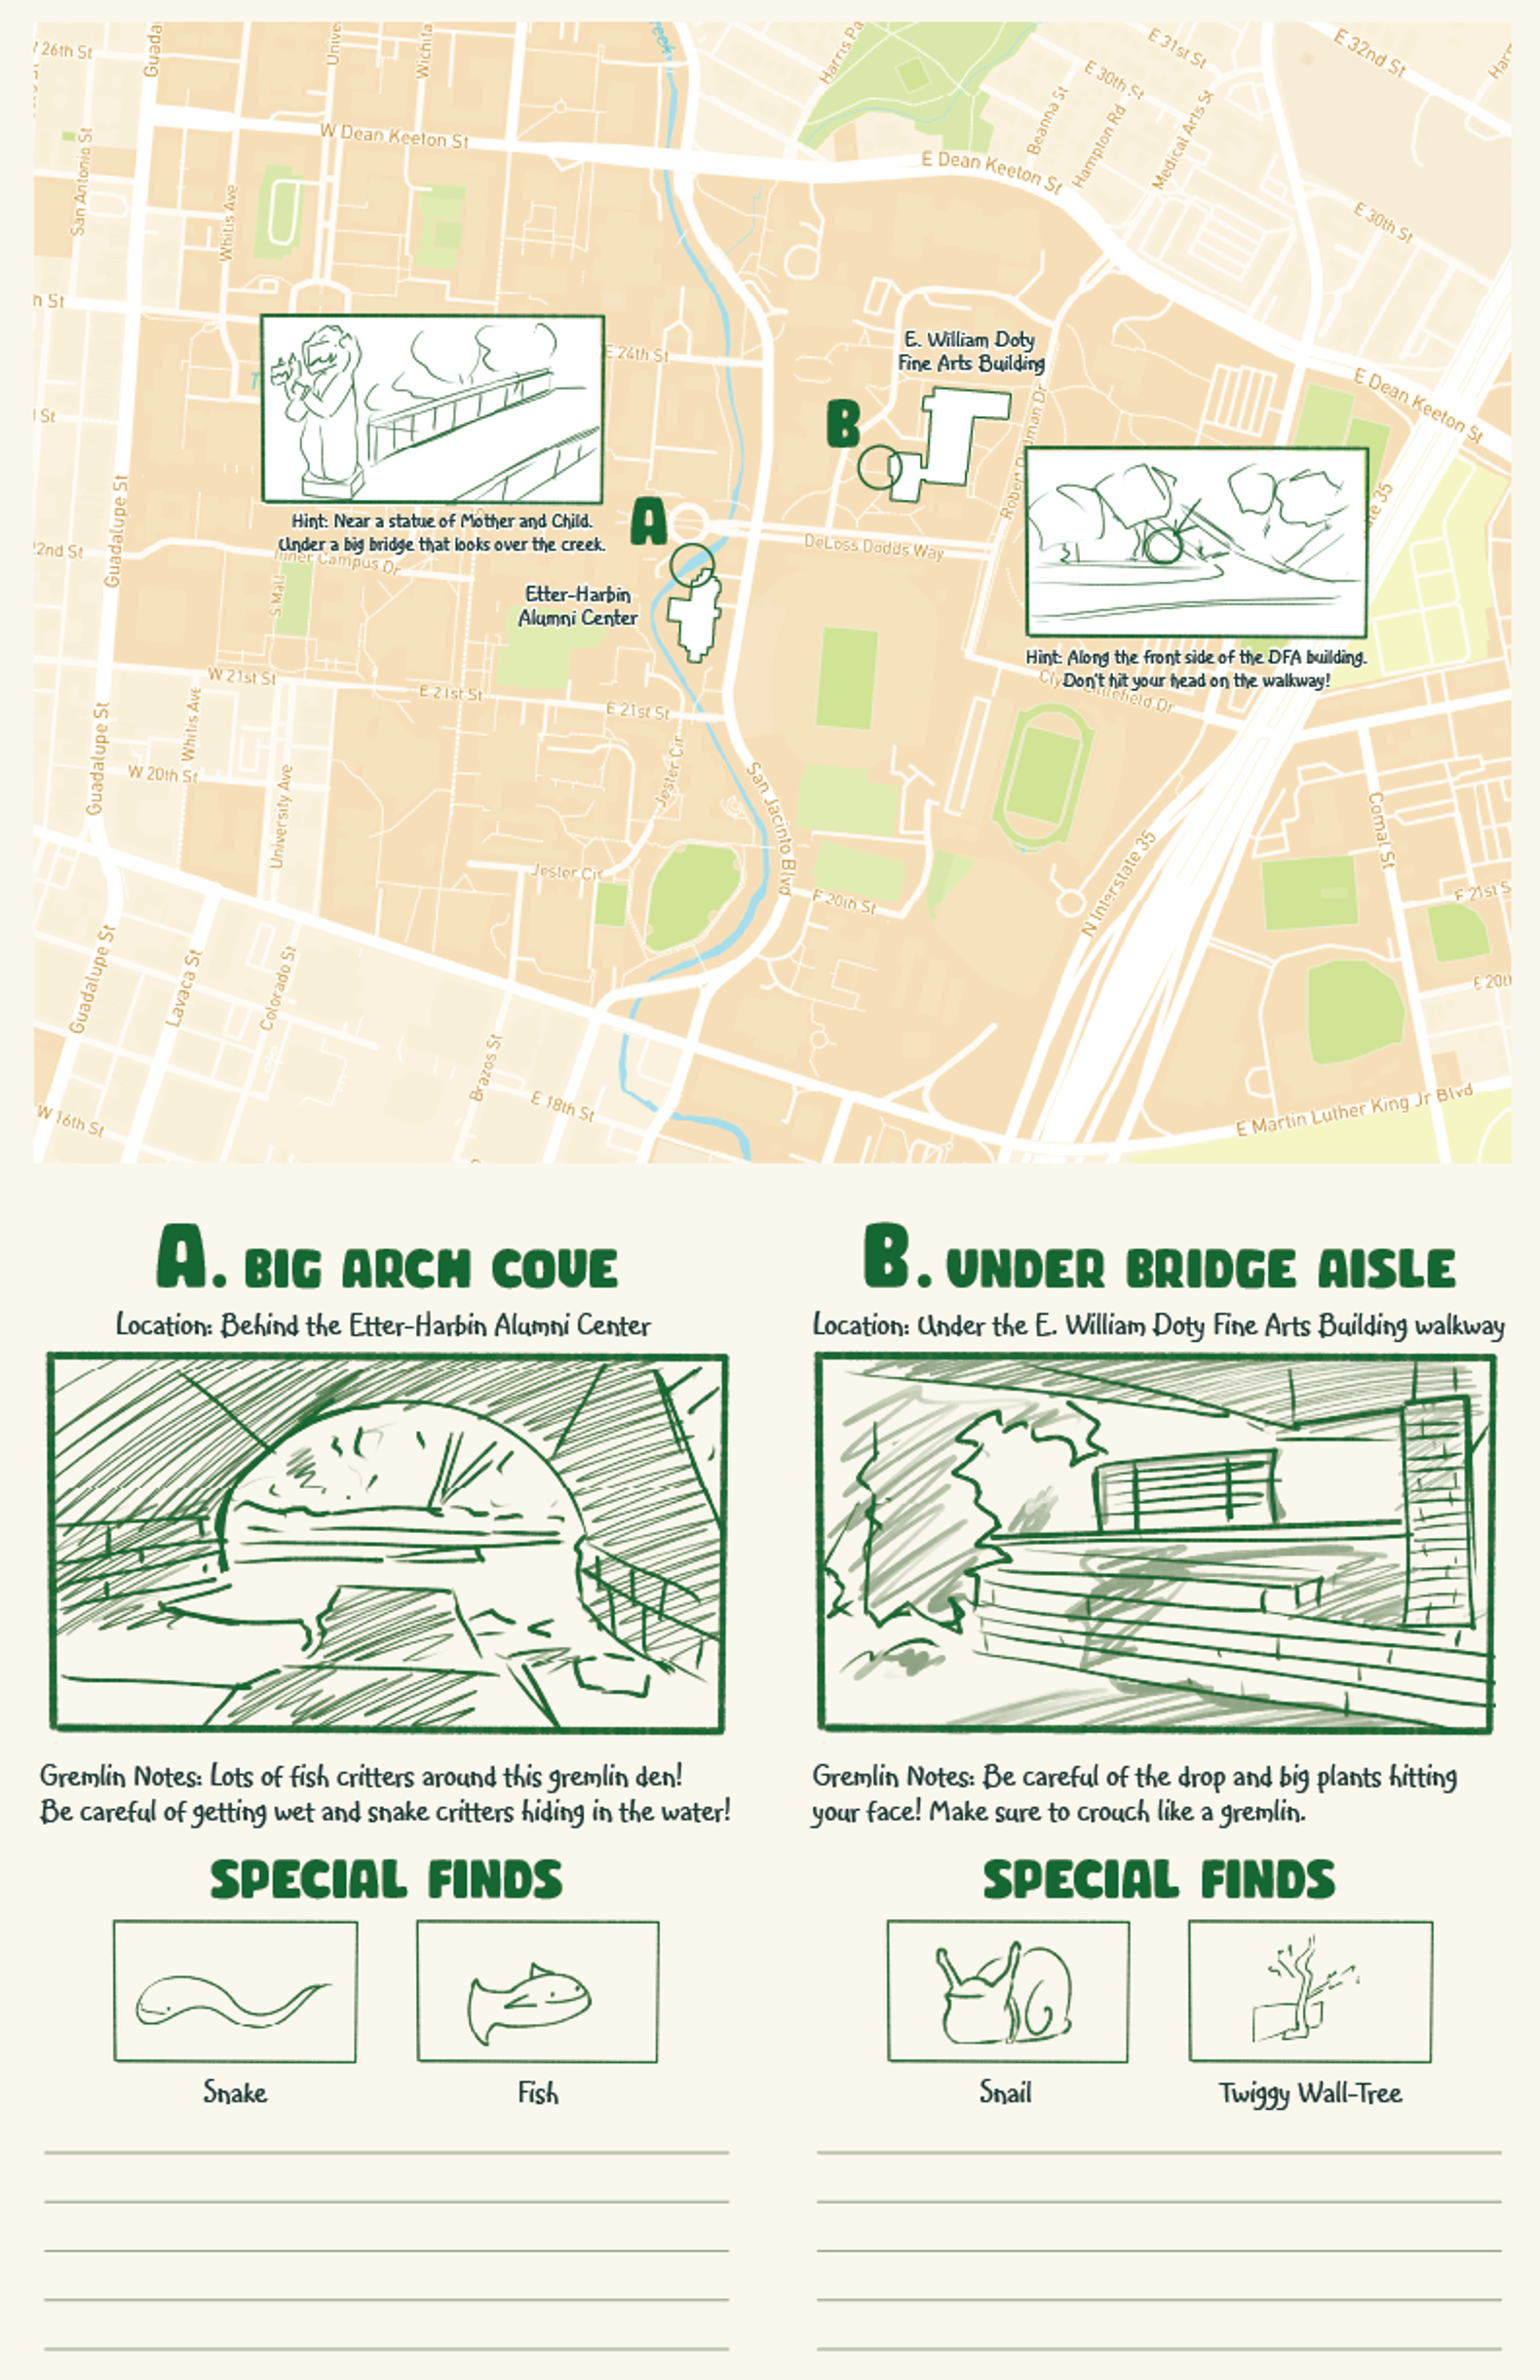 W 26th St
Guada
Unive
Wichita
reek
Harris Pa
E 31st St
E 32nd St
Har
E 30th St
Beanna St
Hampton Rd
Medical Arts St
San Antonio St
W Dean Keeton St
E Dean Keeton St
E Dean Keeton St
Whitis Ave
E 30th St
h St
E 24th St
E. William Doty
Fine Arts Building
B
St
Guadalupe St
A
Hint: Near a statue of Mother and Child.
Under a big bridge that looks over the creek.
Inner Campus Dr
22nd St
S Mall
DeLoss Dodds Way
Etter-Harbin
Alumni Center
Hint: Along the front side of the DFA building.
Don't hit your head on the walkway!
W 21st St
E 21st St
E 21st St
Guadalupe St
Whitis Ave
W 20th St
University Ave
Jester Cir
San Jacinto Blvd
Jester Cir
E 20th St
N Interstate 35
Comal St
E 21st S
Guadalupe St
Lavaca St
Colorado St
E 20th
Brazos St
E 18th St
W 16th St
E Martin Luther King Jr Blvd
A. BIG ARCH COVE
Location: Behind the Etter-Harbin Alumni Center
Gremlin Notes: Lots of fish critters around this gremlin den!
Be careful of getting wet and snake critters hiding in the water!
SPECIAL FINDS
Snake
Fish
B. UNDER BRIDGE AISLE
Location: Under the E. William Doty Fine Arts Building walkway
Gremlin Notes: Be careful of the drop and big plants hitting
your face! Make sure to crouch like a gremlin.
SPECIAL FINDS
Snail
Twiggy Wall-Tree